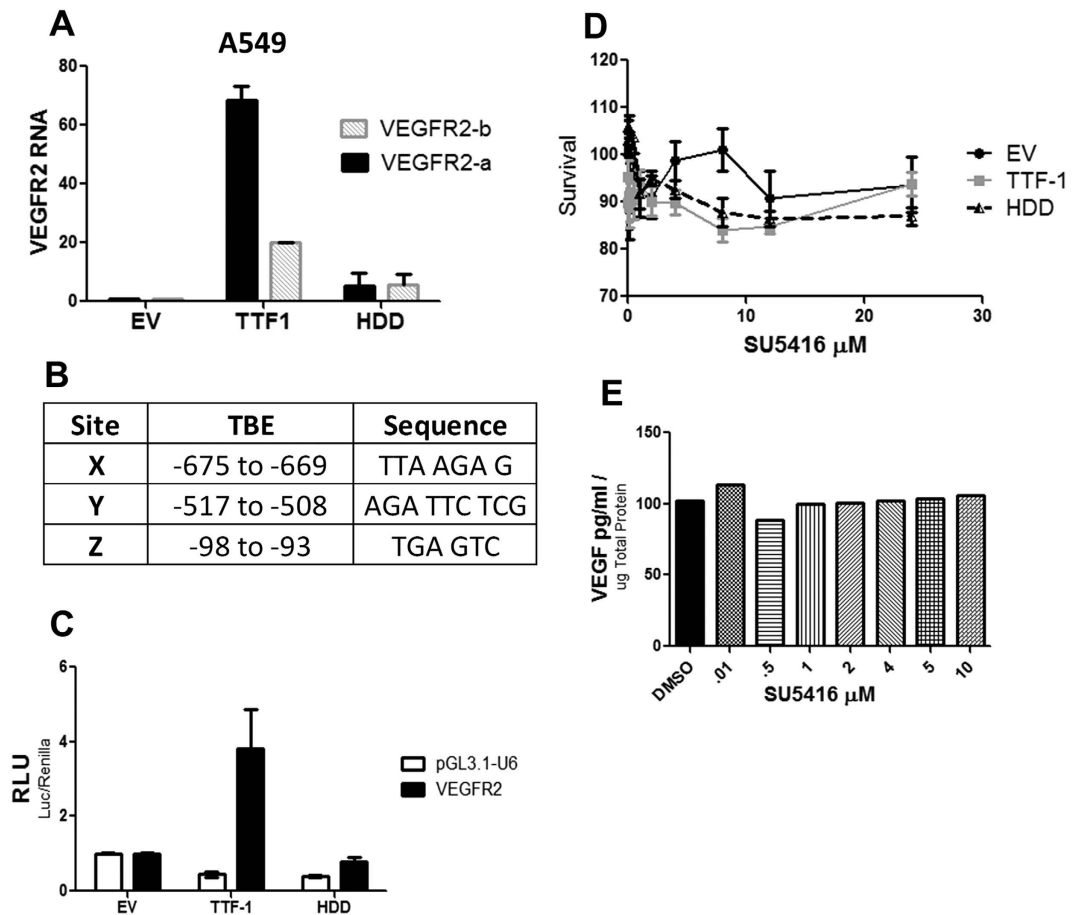 A
A549
VEGFR2 RNA
80
60
40
20
0
EV
TTF1
HDD
VEGFR2-b
VEGFR2-a
B
Site TBE Sequence
X -675 to -669 TTA AGA G
Y -517 to -508 AGA TTC TCG
Z -98 to -93 TGA GTC
C
RLU
Luc/Renilla
6
4
2
0
EV
TTF-1
HDD
pGL3.1-U6
VEGFR2
D
Survival
120
110
100
90
80
70
0
10
20
30
SU5416 μM
EV
TTF-1
HDD
E
VEGF pg/ml /
ug Total Protein
150
100
50
0
DMSO
.01
.5
1
2
4
5
10
SU5416 μM